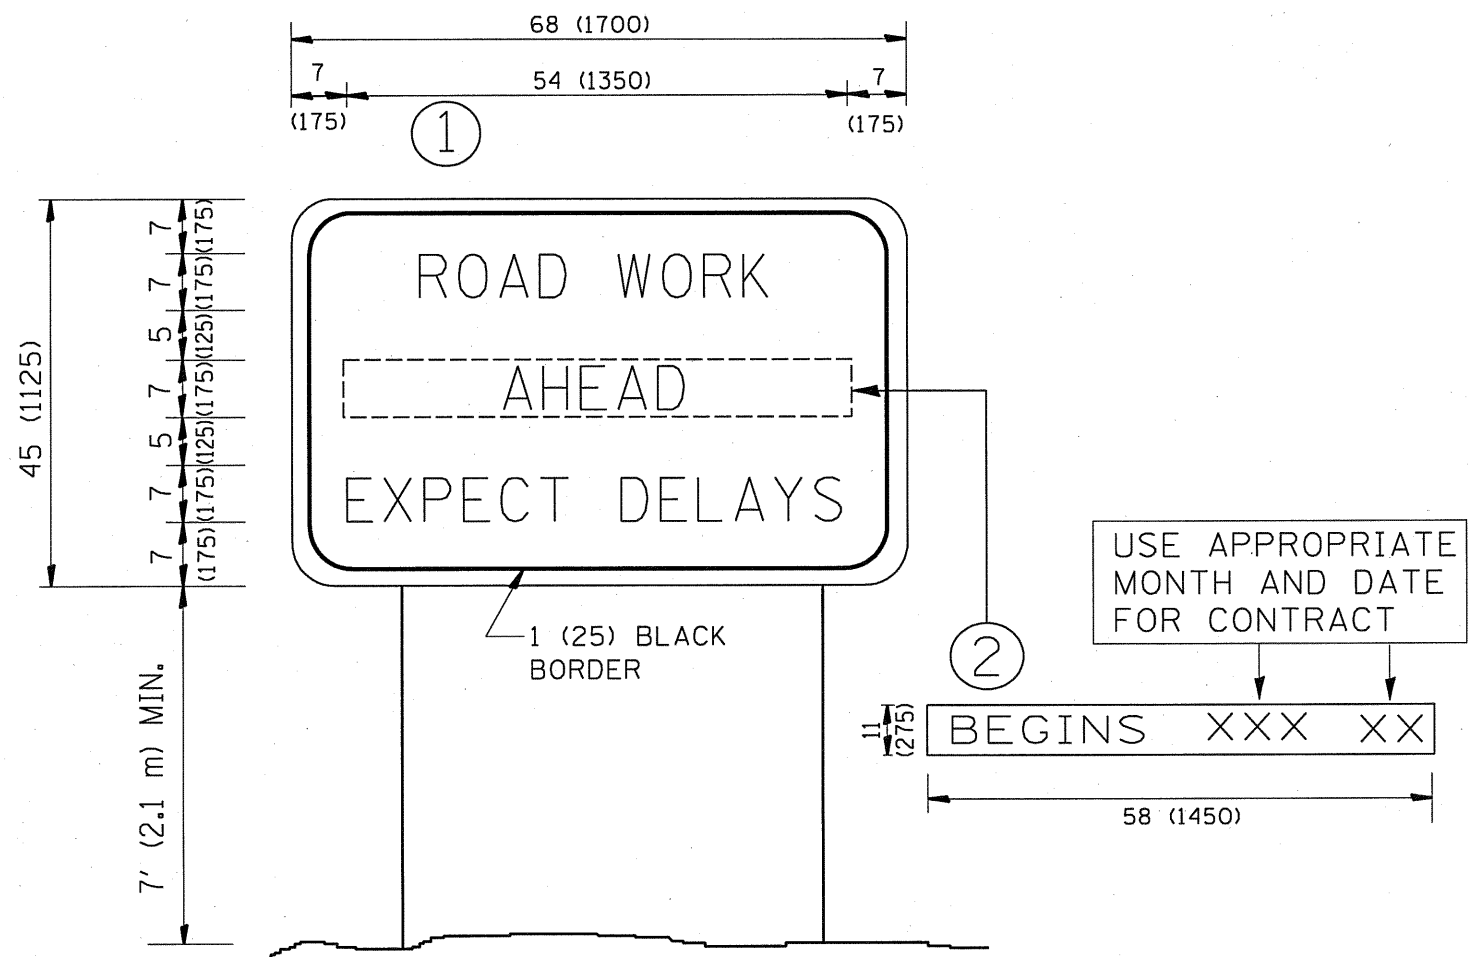 68 (1700)
7
54 (1350)
7
(175)
(175)
1
45 (1125)
7
(175)
7
(175)
5
(125)
7
(175)
5
(125)
7
(175)
7
(175)
ROAD WORK
AHEAD
EXPECT DELAYS
1 (25) BLACK
BORDER
7' (2.1 m) MIN.
2
USE APPROPRIATE
MONTH AND DATE
FOR CONTRACT
11
(275)
BEGINS XXX XX
58 (1450)